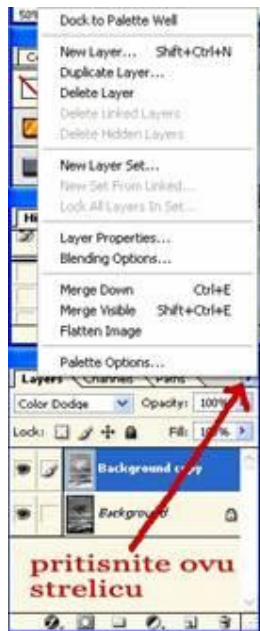 50%
Dock to Palette Well
New Layer... Shift+Ctrl+N
Duplicate Layer...
Delete Layer
Delete Linked Layers
Delete Hidden Layers
New Layer Set...
New Set From Linked...
Lock All Layers In Set...
Layer Properties...
Blending Options...
Merge Down Ctrl+E
Merge Visible Shift+Ctrl+E
Flatten Image
Palette Options...
Layers Channels Paths
Color Dodge Opacity: 100%
Lock: Fill: 100%
Background copy
Background
pritisnite ovu
strelicu